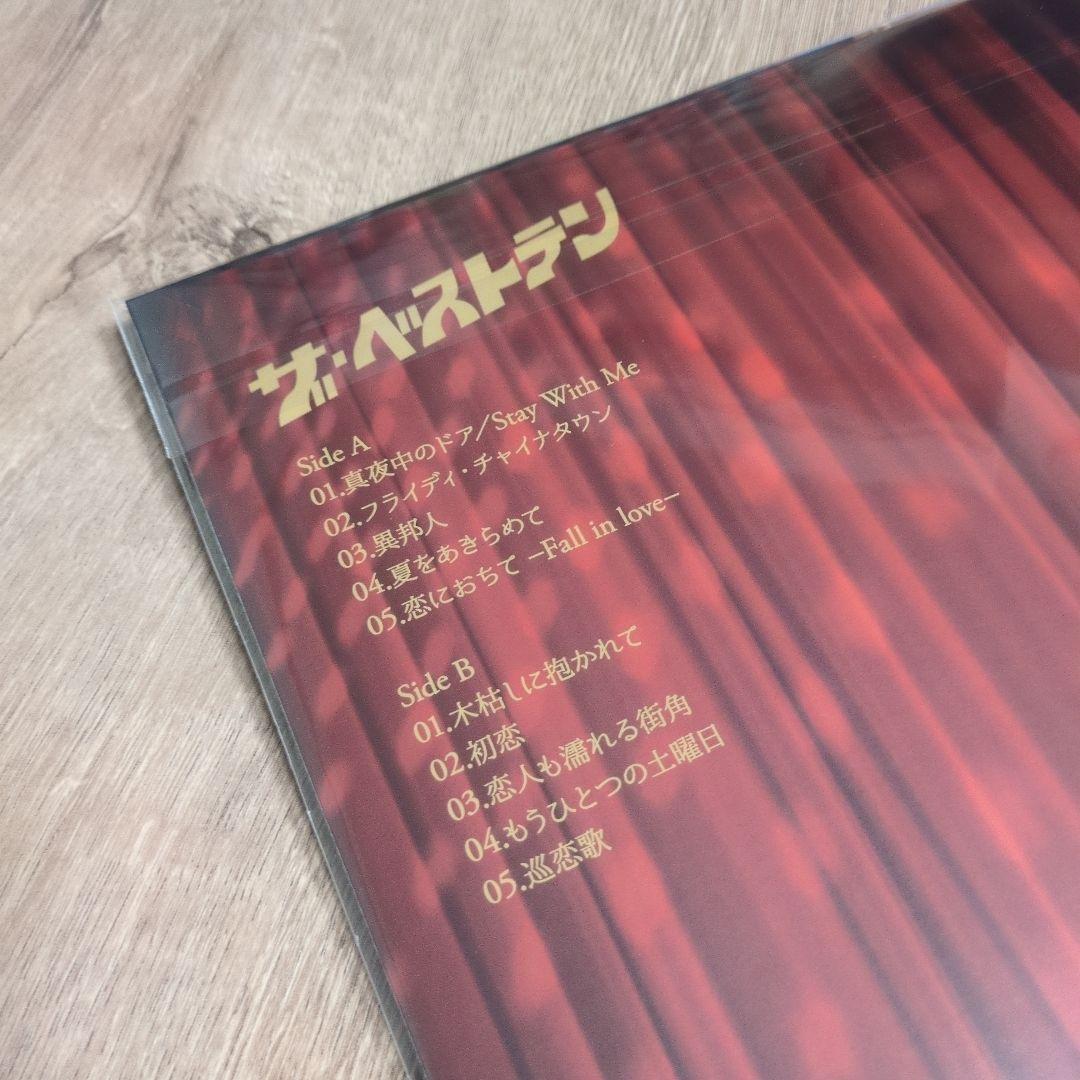 ザ・ベストテン
Side A
01.真夜中のドア/Stay With Me
02.フライディ・チャイナタウン
03.異邦人
04.夏をあきらめて
05.恋におちて −Fall in love−
Side B
01.木枯しに抱かれて
02.初恋
03.恋人も濡れる街角
04.もうひとつの土曜日
05.巡恋歌